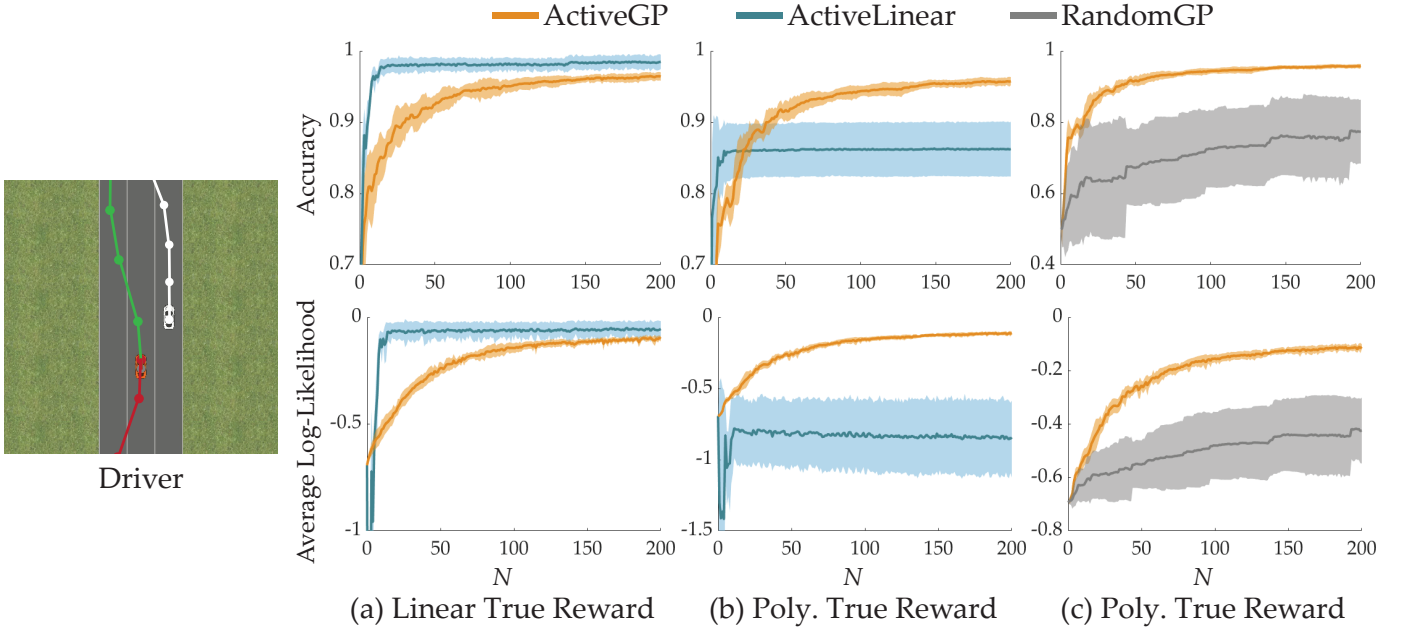 ActiveGP ActiveLinear RandomGP
Accuracy
1
0.9
0.8
0.7
0 50 100 150 200
1
0.9
0.8
0.7
0 50 100 150 200
1
0.8
0.6
0.4
0 50 100 150 200
Driver
Average Log-Likelihood
0
-0.5
-1
0 50 100 150 200
N
0
-0.5
-1
-1.5
0 50 100 150 200
N
0
-0.2
-0.4
-0.6
-0.8
0 50 100 150 200
N
(a) Linear True Reward (b) Poly. True Reward (c) Poly. True Reward